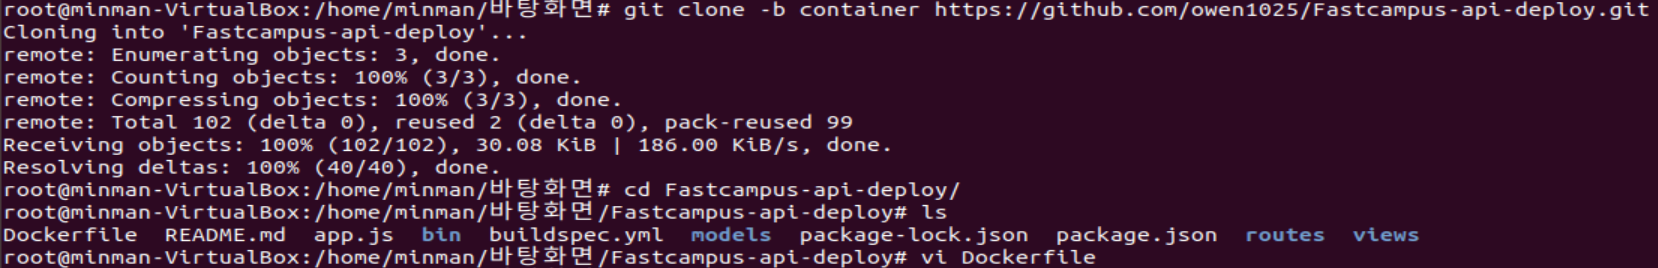 root@minman-VirtualBox:/home/minman/바탕화면# git clone -b container https://github.com/owen1025/Fastcampus-api-deploy.git
Cloning into 'Fastcampus-api-deploy'...
remote: Enumerating objects: 3, done.
remote: Counting objects: 100% (3/3), done.
remote: Compressing objects: 100% (3/3), done.
remote: Total 102 (delta 0), reused 2 (delta 0), pack-reused 99
Receiving objects: 100% (102/102), 30.08 KiB | 186.00 KiB/s, done.
Resolving deltas: 100% (40/40), done.
root@minman-VirtualBox:/home/minman/바탕화면# cd Fastcampus-api-deploy/
root@minman-VirtualBox:/home/minman/바탕화면/Fastcampus-api-deploy# ls
Dockerfile  README.md  app.js  bin  buildspec.yml  models  package-lock.json  package.json  routes  views
root@minman-VirtualBox:/home/minman/바탕화면/Fastcampus-api-deploy# vi Dockerfile